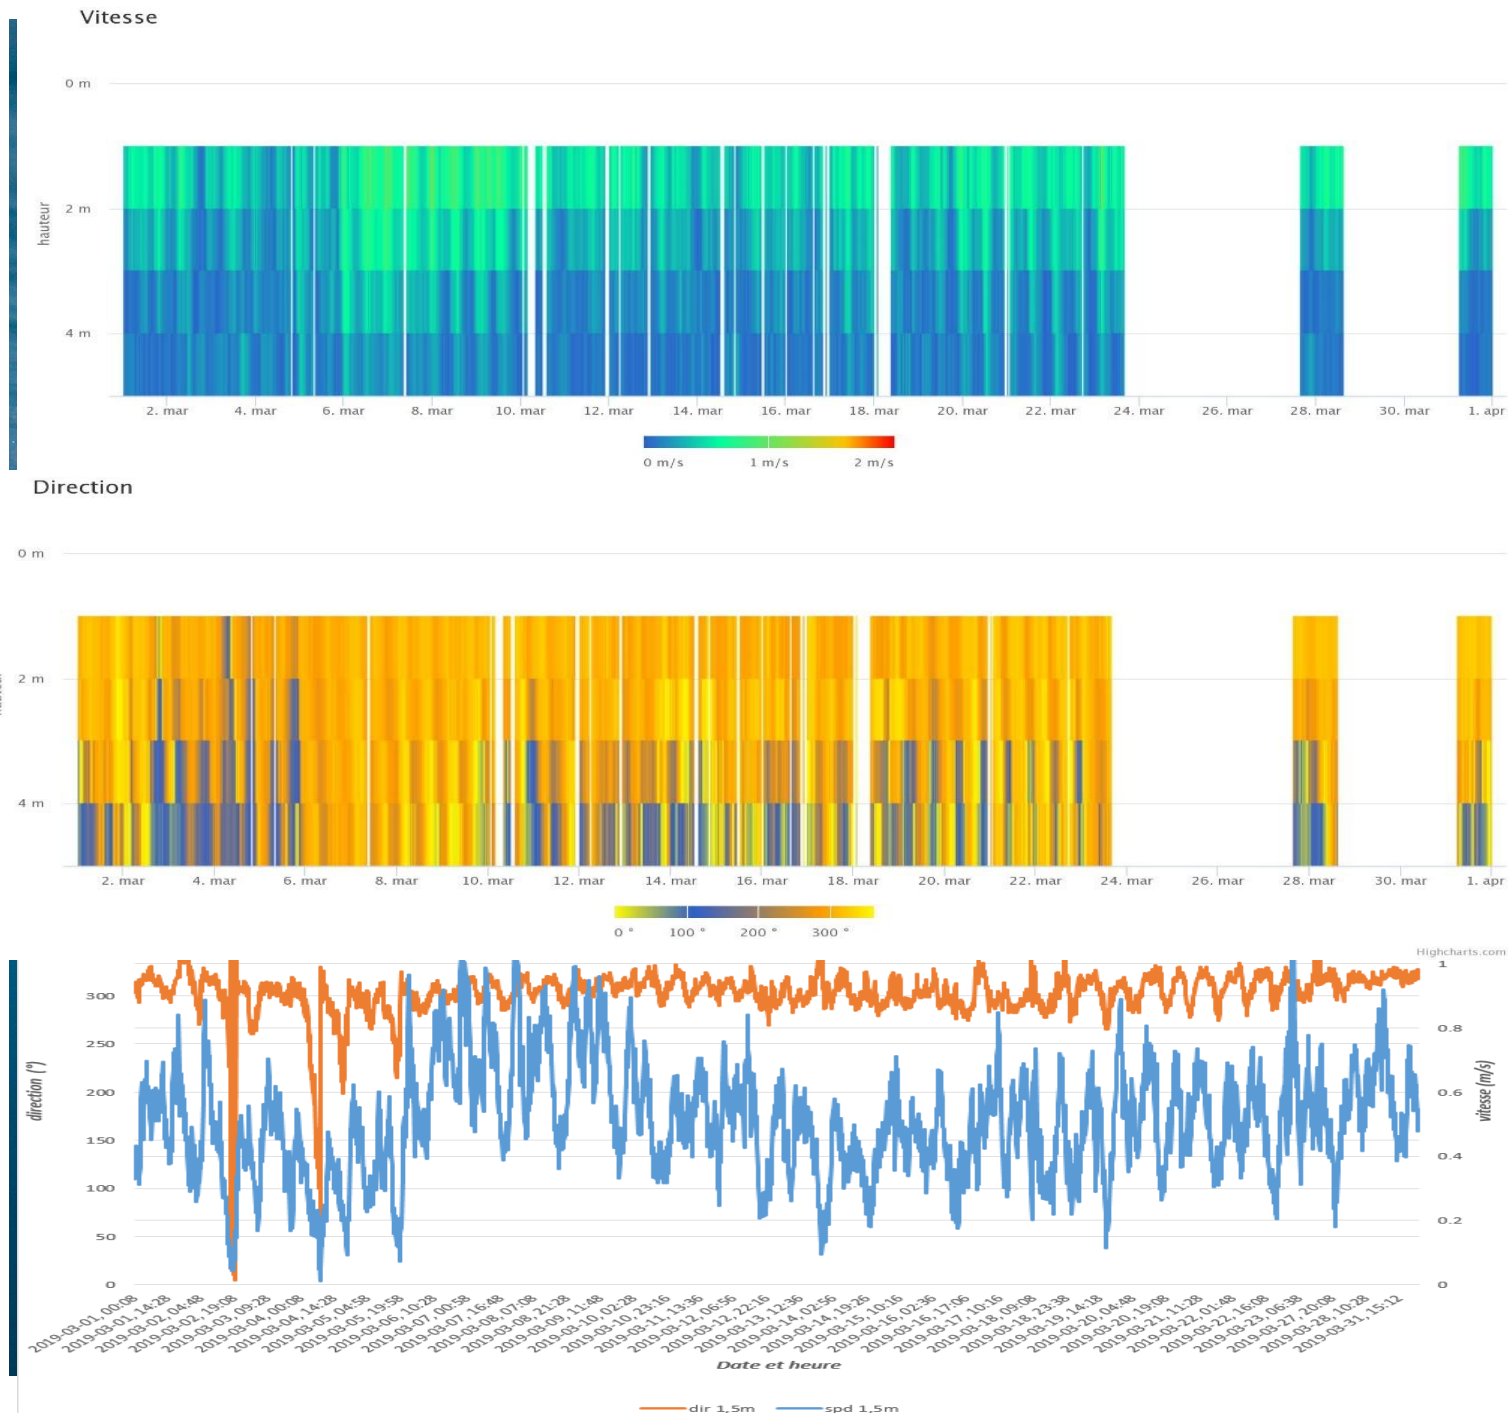 Vitesse
0 m
2 m
4 m
hauteur
2. mar 4. mar 6. mar 8. mar 10. mar 12. mar 14. mar 16. mar 18. mar 20. mar 22. mar 24. mar 26. mar 28. mar 30. mar 1. apr
0 m/s 1 m/s 2 m/s
Direction
0 m
2 m
4 m
2. mar 4. mar 6. mar 8. mar 10. mar 12. mar 14. mar 16. mar 18. mar 20. mar 22. mar 24. mar 26. mar 28. mar 30. mar 1. apr
0 ° 100 ° 200 ° 300 °
Highcharts.com
300
250
200
150
100
50
0
direction (°)
1
0.8
0.6
0.4
0.2
0
vitesse (m/s)
2019-03-01, 00:08
2019-03-01, 14:28
2019-03-02, 04:48
2019-03-02, 19:08
2019-03-03, 09:28
2019-03-04, 00:08
2019-03-04, 14:28
2019-03-05, 04:58
2019-03-05, 19:58
2019-03-06, 10:28
2019-03-07, 00:58
2019-03-07, 16:48
2019-03-08, 07:08
2019-03-08, 21:28
2019-03-09, 11:48
2019-03-10, 02:28
2019-03-10, 23:16
2019-03-11, 13:36
2019-03-12, 06:56
2019-03-12, 22:16
2019-03-13, 12:36
2019-03-14, 02:56
2019-03-14, 19:26
2019-03-15, 10:16
2019-03-16, 02:36
2019-03-16, 17:06
2019-03-17, 10:16
2019-03-18, 09:08
2019-03-18, 23:38
2019-03-19, 14:18
2019-03-20, 04:48
2019-03-20, 19:08
2019-03-21, 11:28
2019-03-22, 01:48
2019-03-22, 16:08
2019-03-23, 06:38
2019-03-27, 20:08
2019-03-28, 10:28
2019-03-31, 15:12
Date et heure
dir 1,5m spd 1,5m